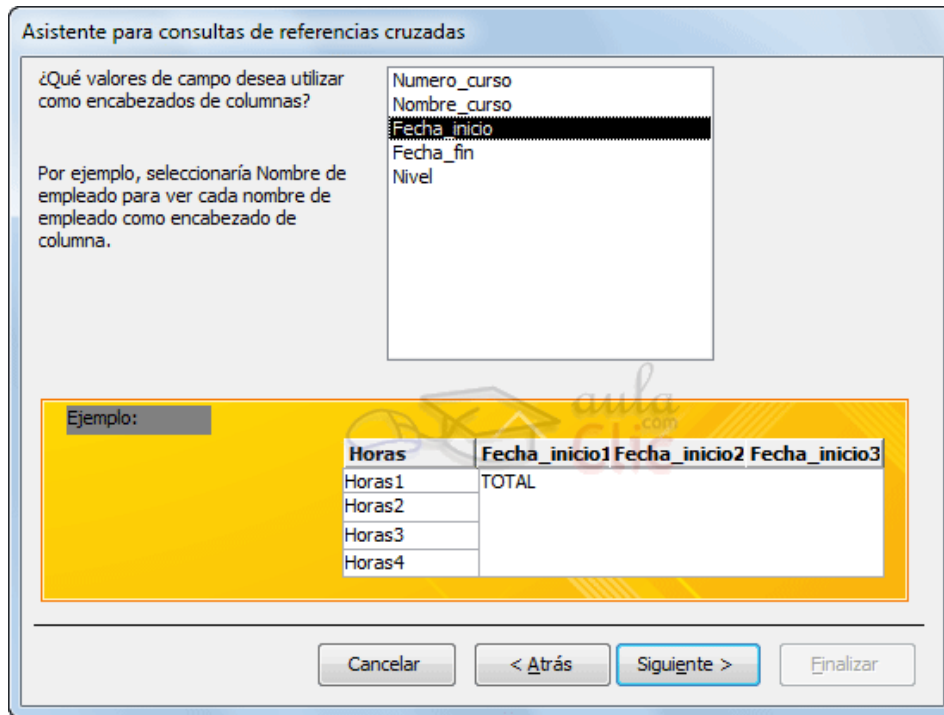 Asistente para consultas de referencias cruzadas
¿Qué valores de campo desea utilizar
como encabezados de columnas?
Por ejemplo, seleccionaría Nombre de
empleado para ver cada nombre de
empleado como encabezado de
columna.
Numero_curso
Nombre_curso
Fecha_inicio
Fecha_fin
Nivel
Ejemplo:
aula
.com
Clic
Horas Fecha_inicio1 Fecha_inicio2 Fecha_inicio3
Horas1 TOTAL
Horas2
Horas3
Horas4
Cancelar < Atrás Siguiente > Finalizar